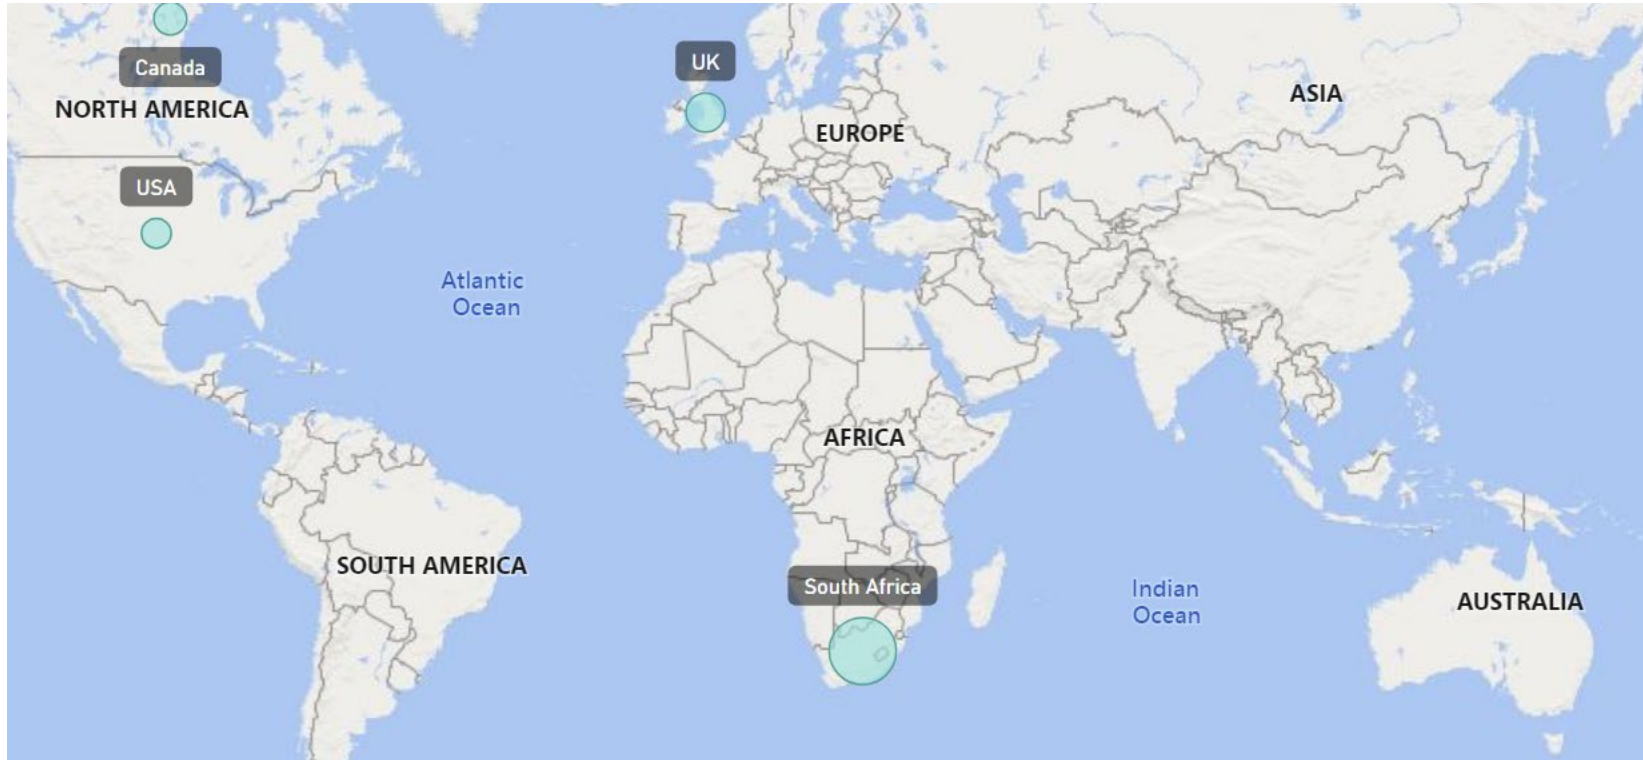 Canada
NORTH AMERICA
USA
UK
EUROPE
ASIA
Atlantic
Ocean
AFRICA
SOUTH AMERICA
South Africa
Indian
Ocean
AUSTRALIA